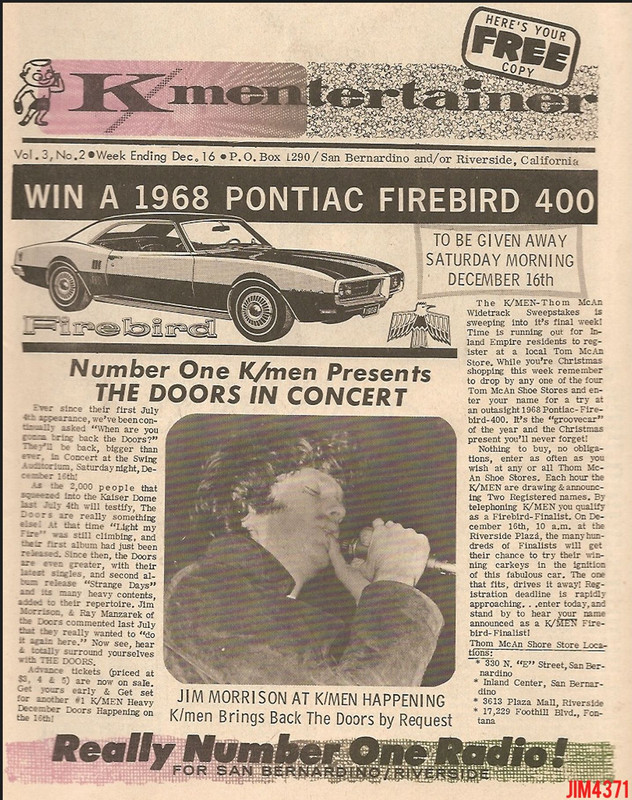 HERE'S YOUR
FREE
COPY
K/mentertainer
Vol. 3, No. 2 ● Week Ending Dec. 16 ● P.O. Box 1290/San Bernardino and/or Riverside, California
WIN A 1968 PONTIAC FIREBIRD 400
TO BE GIVEN AWAY
SATURDAY MORNING
DECEMBER 16th
Firebird
Number One K/men Presents
THE DOORS IN CONCERT
Ever since their first July
4th appearance, we've been con-
tinually asked "When are you
gonna bring back the Doors?"
They'll be back, bigger than
ever, in Concert at the Swing
Auditorium, Saturday night, De-
cember 16th!
As the 2,000 people that
squeezed into the Kaiser Dome
last July 4th will testify, The
Doors are really something
else! At that time "Light my
Fire" was still climbing, and
their first album had just been
released. Since then, the Doors
are even greater, with their
latest singles, and second al-
bum release "Strange Days"
and its many heavy contents,
added to their repertoire. Jim
Morrison, & Ray Manzarek of
the Doors commented last July
that they really wanted to "do
it again here." Now see, hear
& totally surround yourselves
with THE DOORS.
Advance tickets (priced at
$3, 4 & 5) are now on sale.
Get yours early & Get set
for another #1 K/MEN Heavy
December Doors Happening on
the 16th!
JIM MORRISON AT K/MEN HAPPENING
K/men Brings Back The Doors by Request
The K/MEN-Thom McAn
Widetrack Sweepstakes is
sweeping into it's final week!
Time is running out for In-
land Empire residents to reg-
ister at a local Tom McAn
Store. While you're Christmas
shopping this week remember
to drop by any one of the four
Tom McAn Shoe Stores and en-
ter your name for a try at
an outasight 1968 Pontiac-Fire-
bird-400. It's the "groovecar"
of the year and the Christmas
present you'll never forget!
Nothing to buy, no obliga-
tions, enter as often as you
wish at any or all Thom Mc-
An Shoe Stores. Each hour the
K/MEN are drawing & announc-
ing Two Registered names. By
telephoning K/MEN you qualify
as a Firebird-Finalist. On De-
cember 16th, 10 a.m. at the
Riverside Plaza, the many hun-
dreds of Finalists will get
their chance to try their win-
ning carkeys in the ignition
of this fabulous car. The one
that fits, drives it away! Reg-
istration deadline is rapidly
approaching. . .enter today, and
stand by to hear your name
announced as a K/MEN Fire-
bird-Finalist!
Thom McAn Shore Store Loca-
tions:
* 330 N. "E" Street, San Ber-
nardino
* Inland Center, San Bernar-
dino
* 3613 Plaza Mall, Riverside
* 17,229 Foothill Blvd., Fon-
tana
Really Number One Radio!
FOR SAN BERNARDINO/RIVERSIDE
JIM4371